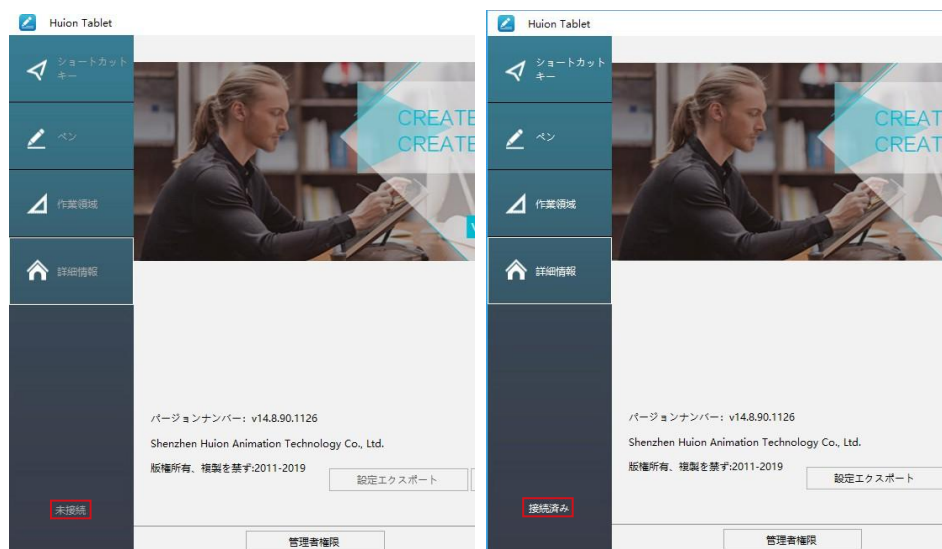 Huion Tablet
ショートカット
キー
ペン
作業領域
詳細情報
CREATE
CREATE
パージョンナンバー: v14.8.90.1126
Shenzhen Huion Animation Technology Co., Ltd.
版権所有、複製を禁ず:2011-2019
設定エクスポート
未接続
管理者権限
Huion Tablet
ショートカット
キー
ペン
作業領域
詳細情報
CREAT
CREAT
パージョンナンバー: v14.8.90.1126
Shenzhen Huion Animation Technology Co., Ltd.
版権所有、複製を禁ず:2011-2019
設定エクスポート
接続済み
管理者権限